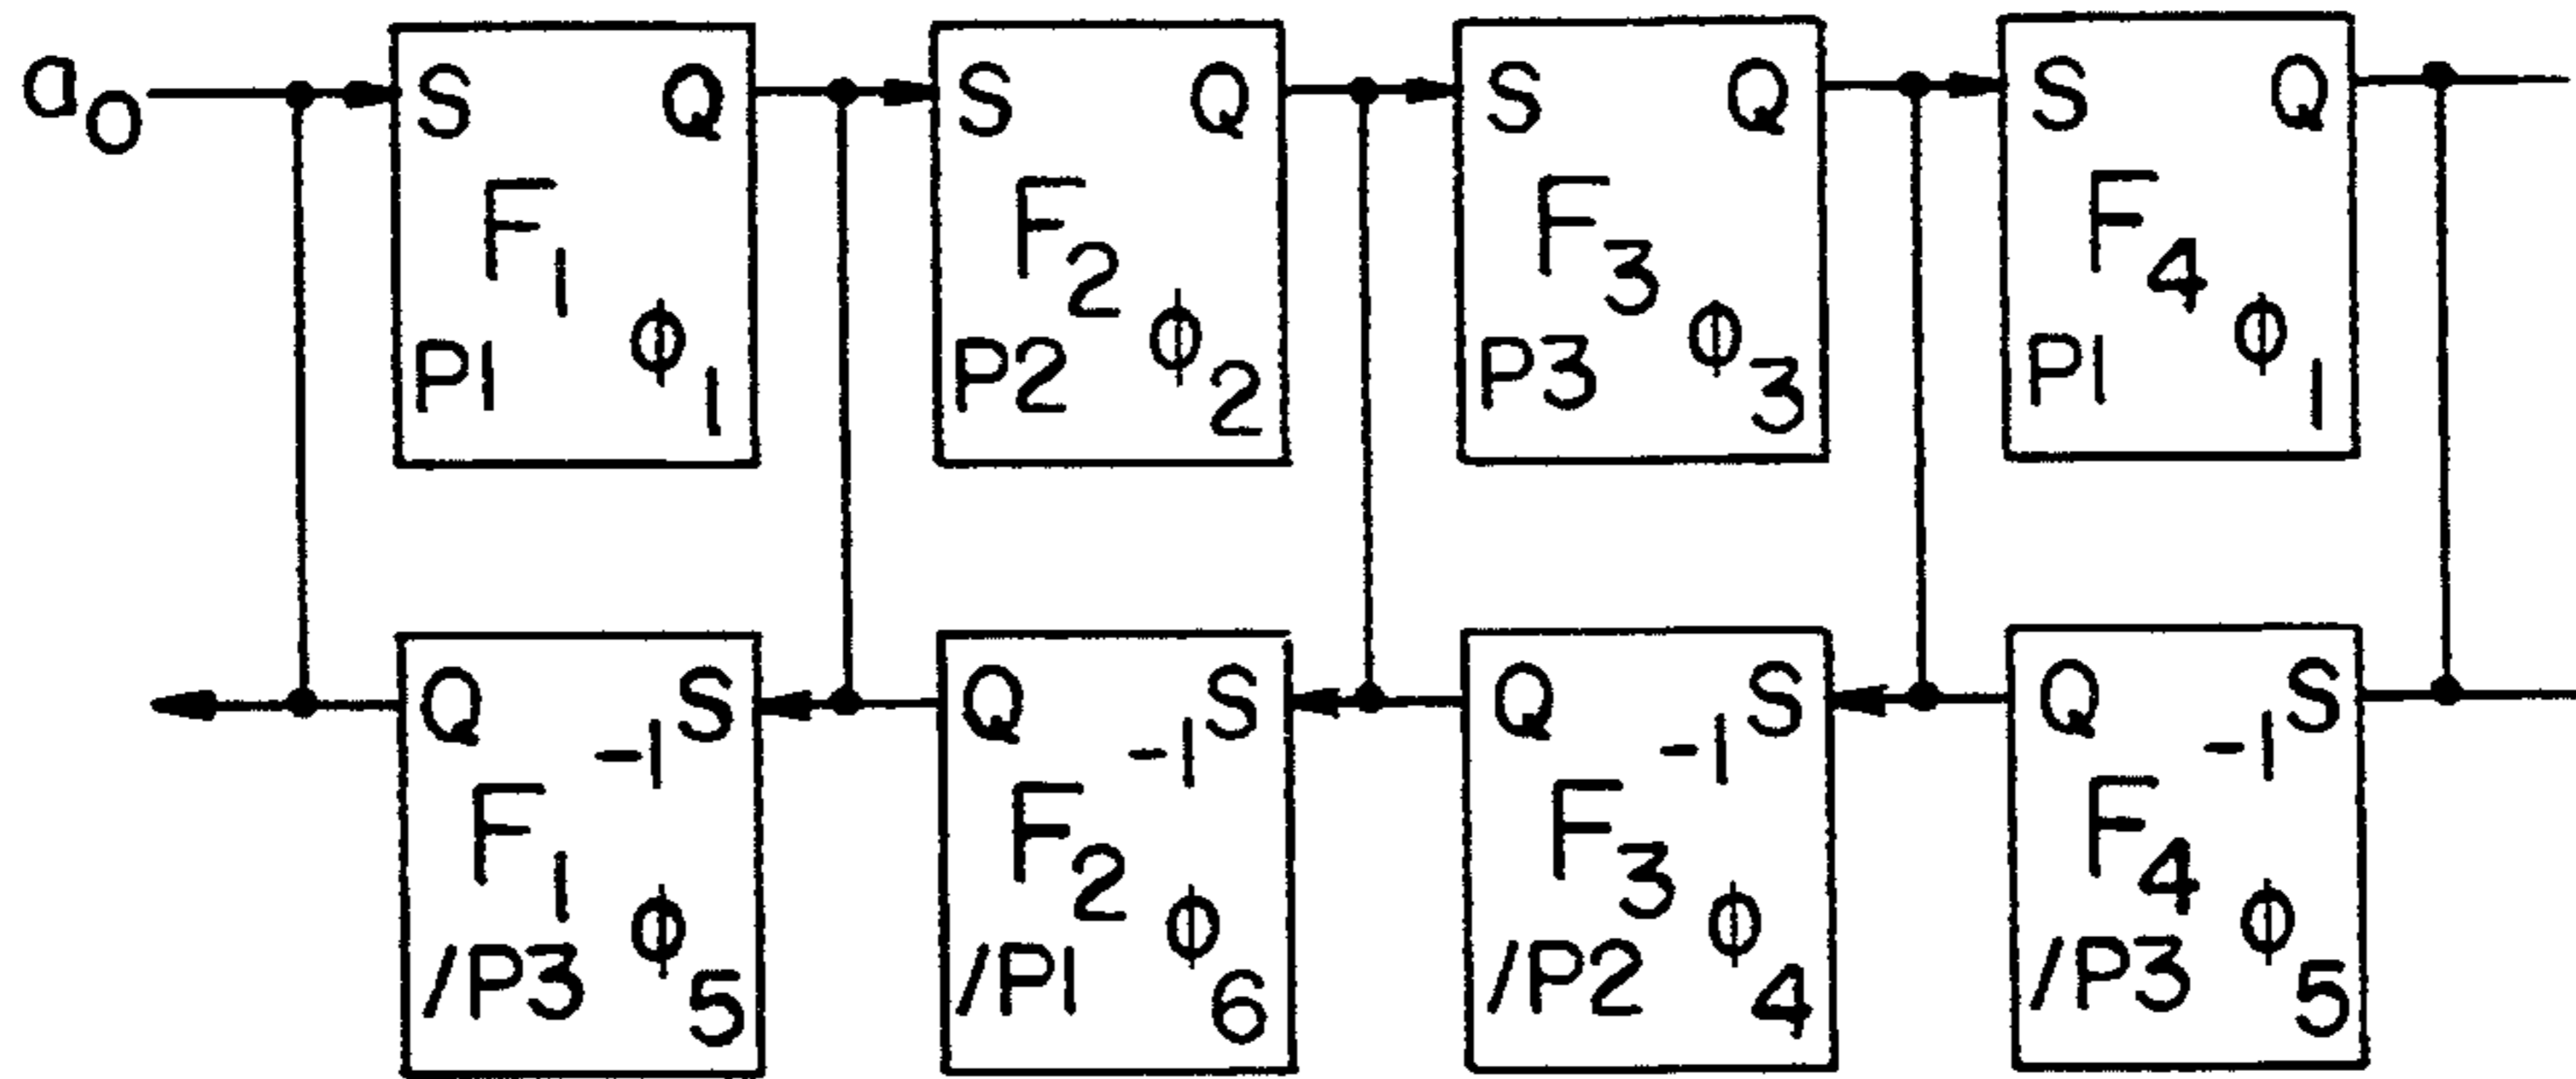 a₀
S Q
F₁
P1 ϕ₁
S Q
F₂
P2 ϕ₂
S Q
F₃
P3 ϕ₃
S Q
F₄
P1 ϕ₁
Q S
F₁⁻¹
/P3 ϕ₅
Q S
F₂⁻¹
/P1 ϕ₆
Q S
F₃⁻¹
/P2 ϕ₄
Q S
F₄⁻¹
/P3 ϕ₅